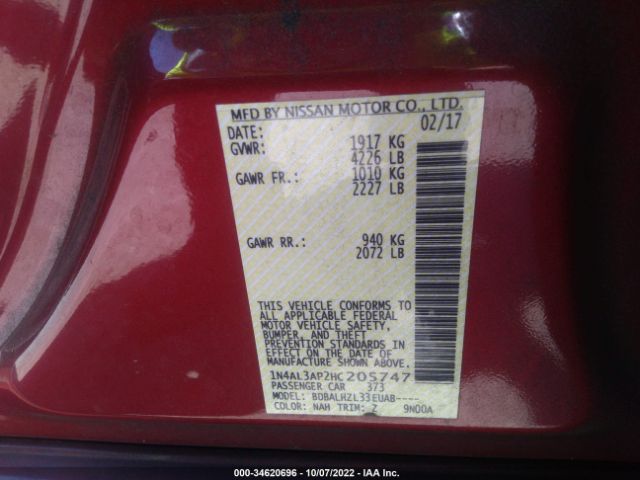 MFD BY NISSAN MOTOR CO., LTD.
DATE: 02/17
GVWR: 1917 KG
4226 LB
GAWR FR.: 1010 KG
2227 LB
GAWR RR.: 940 KG
2072 LB
THIS VEHICLE CONFORMS TO
ALL APPLICABLE FEDERAL
MOTOR VEHICLE SAFETY,
BUMPER, AND THEFT
PREVENTION STANDARDS IN
EFFECT ON THE DATE OF
MANUFACTURE SHOWN ABOVE.
1N4AL3AP2HC205747
PASSENGER CAR 373
MODEL: BDBALHZL33EUAB----
COLOR: NAH TRIM: Z 9N00A
000-34620696 - 10/07/2022 - IAA Inc.